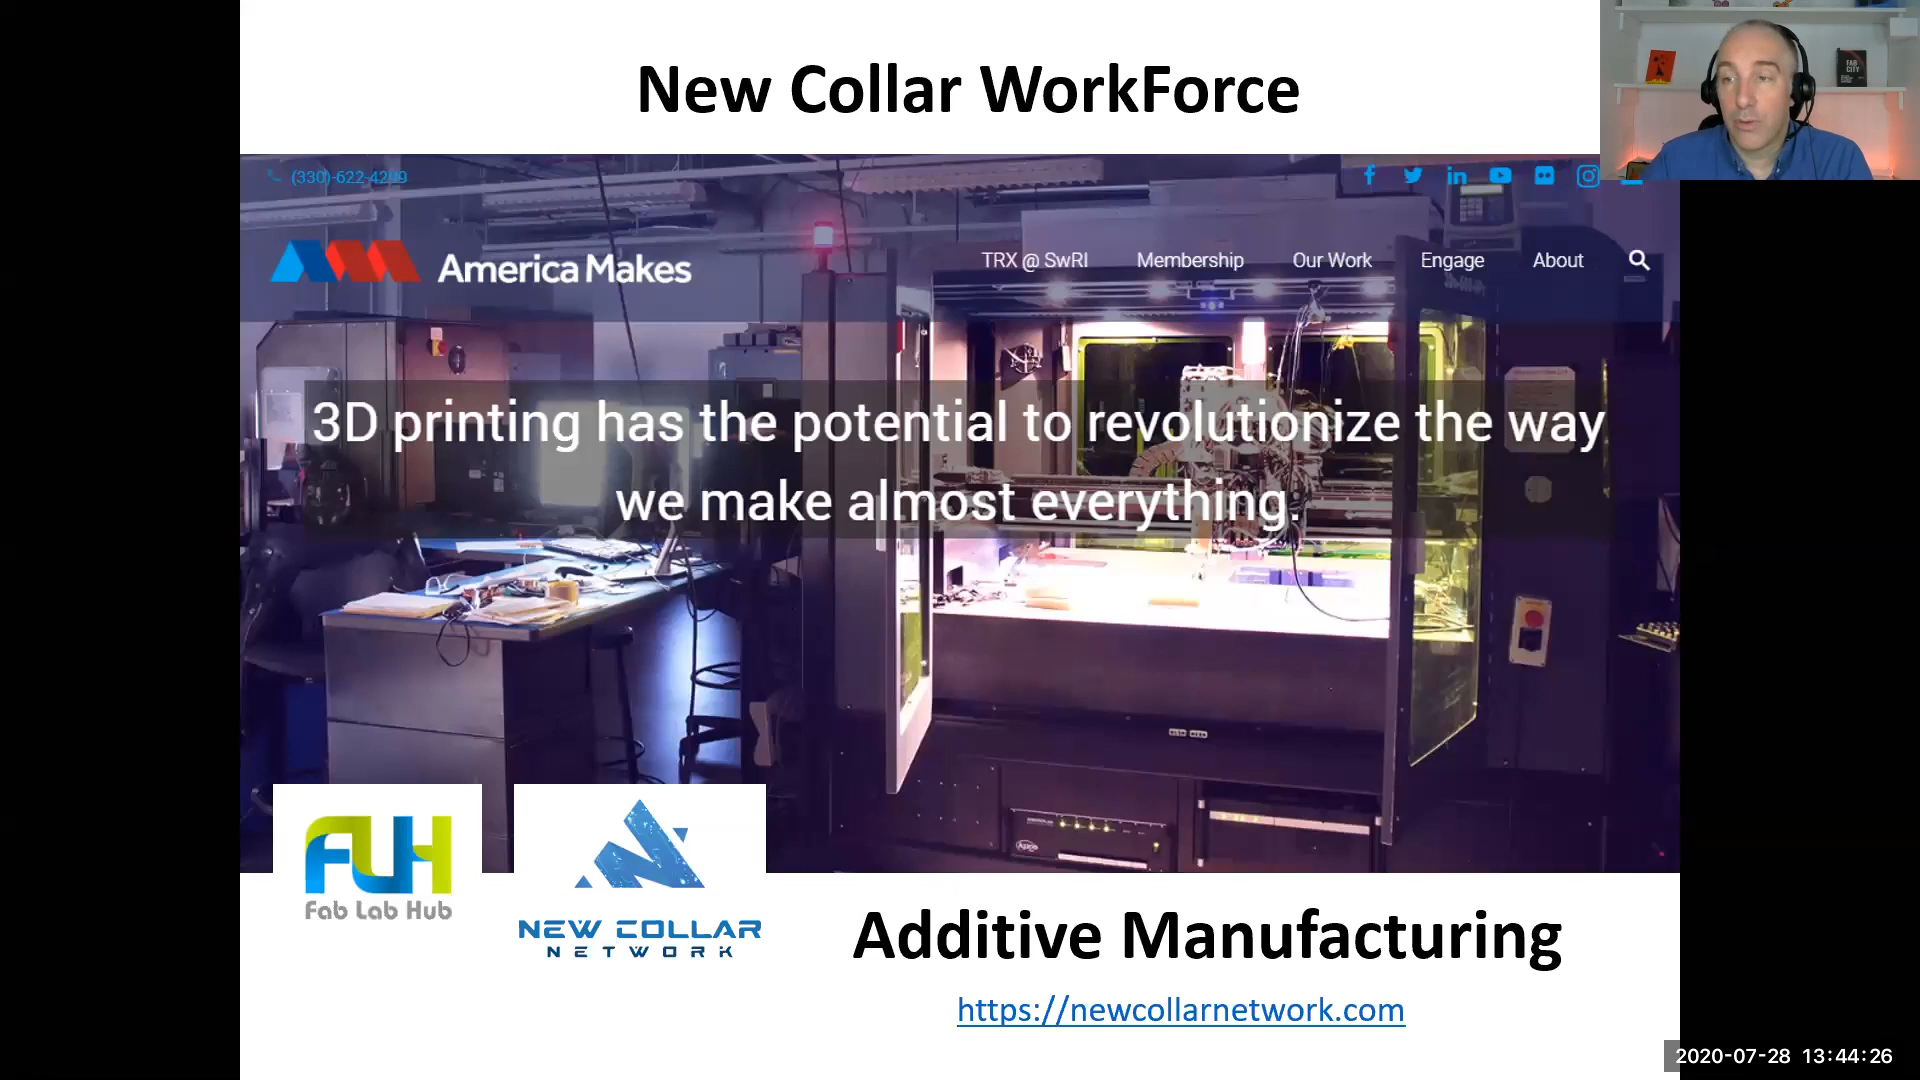 New Collar WorkForce
FAB
CITY
(330)-622-4299
America Makes
TRX @ SwRI Membership Our Work Engage About
3D printing has the potential to revolutionize the way
we make almost everything.
Fab Lab Hub
NEW COLLAR
NETWORK
Additive Manufacturing
https://newcollarnetwork.com
2020-07-28 13:44:26